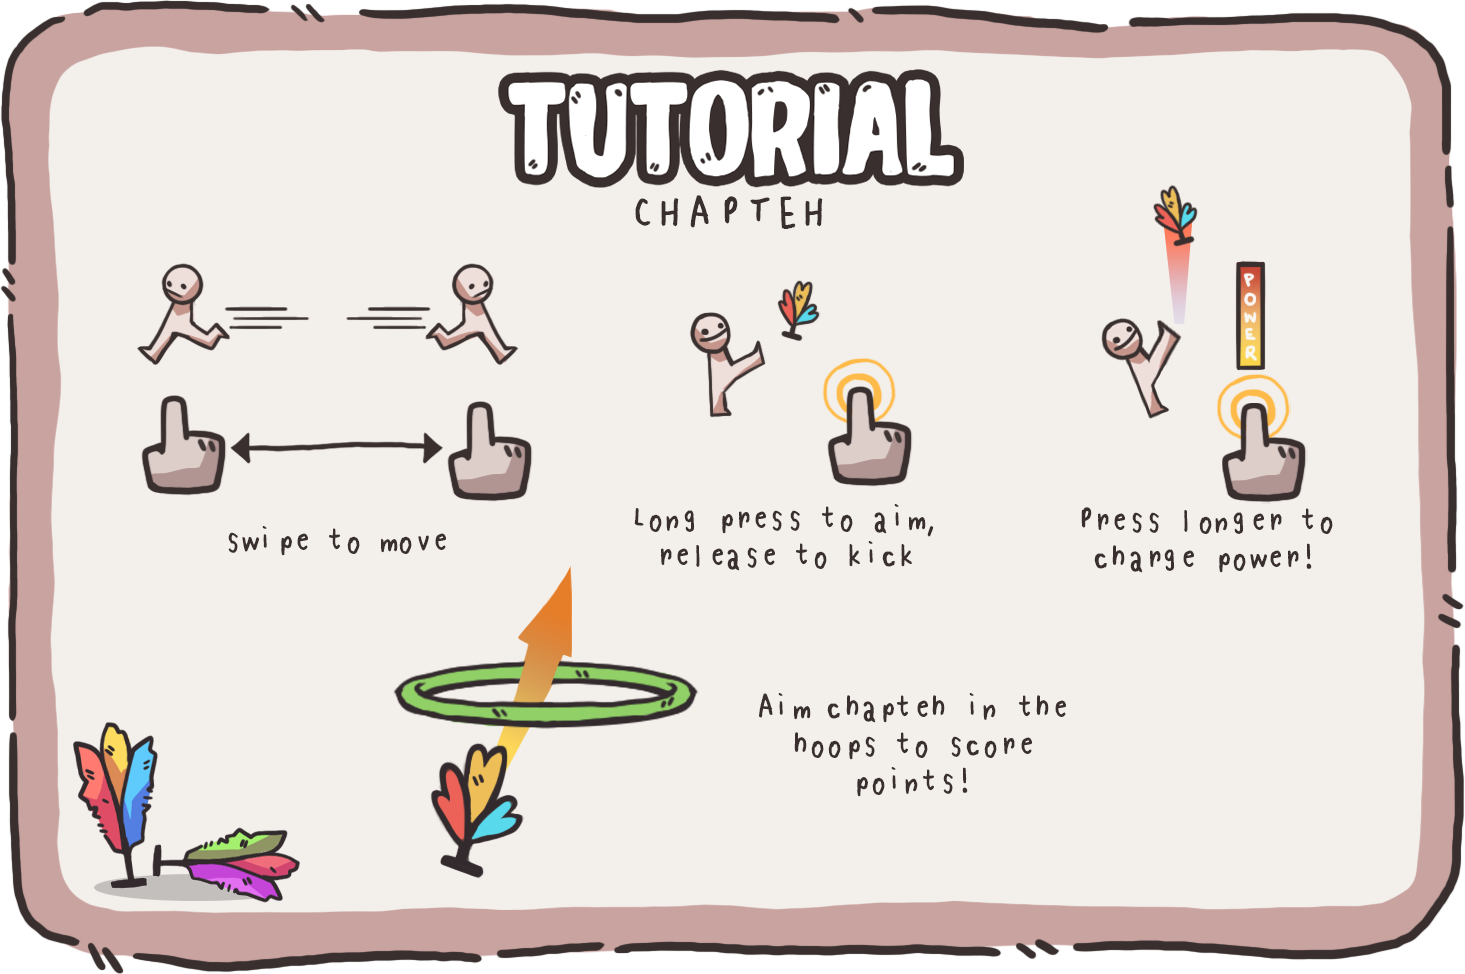 TUTORIAL
CHAPTEH
POWER
Swipe to move
Long press to aim,
release to kick
Press longer to
charge power!
Aim chapteh in the
hoops to score
points!